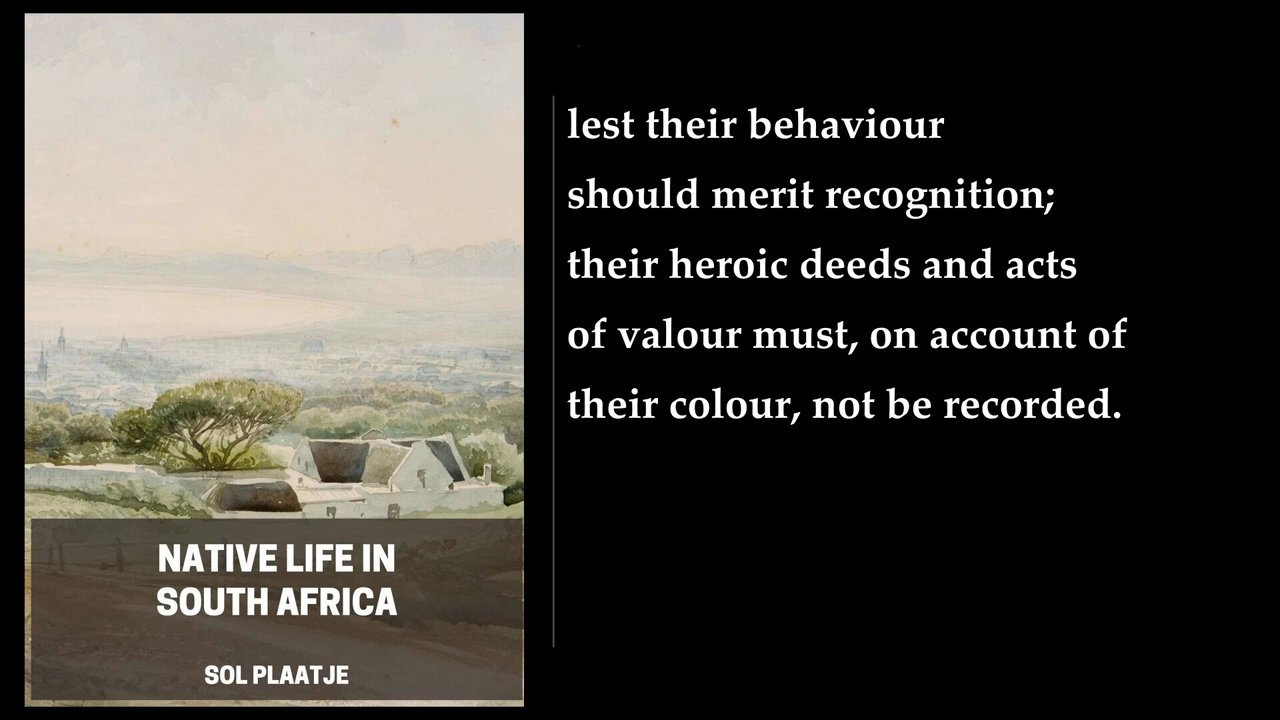 NATIVE LIFE IN
SOUTH AFRICA
SOL PLAATJE
lest their behaviour
should merit recognition;
their heroic deeds and acts
of valour must, on account of
their colour, not be recorded.